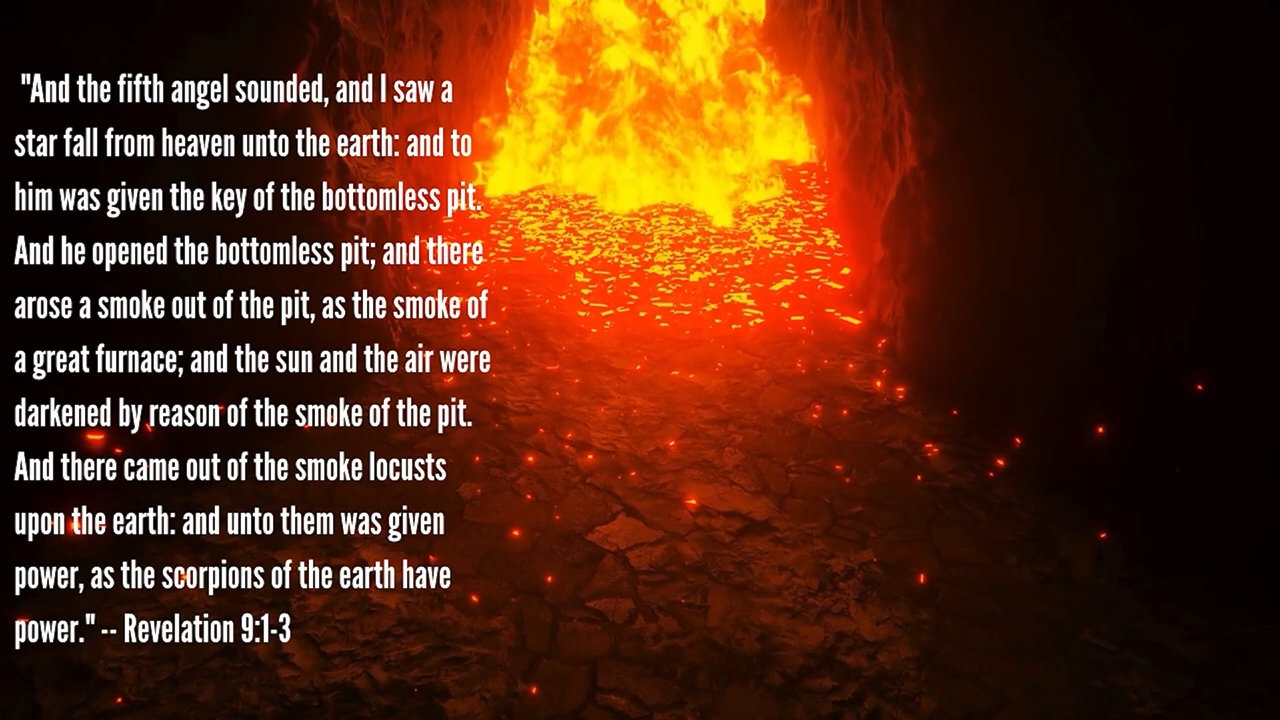 "And the fifth angel sounded, and I saw a
star fall from heaven unto the earth: and to
him was given the key of the bottomless pit.
And he opened the bottomless pit; and there
arose a smoke out of the pit, as the smoke of
a great furnace; and the sun and the air were
darkened by reason of the smoke of the pit.
And there came out of the smoke locusts
upon the earth: and unto them was given
power, as the scorpions of the earth have
power." -- Revelation 9:1-3